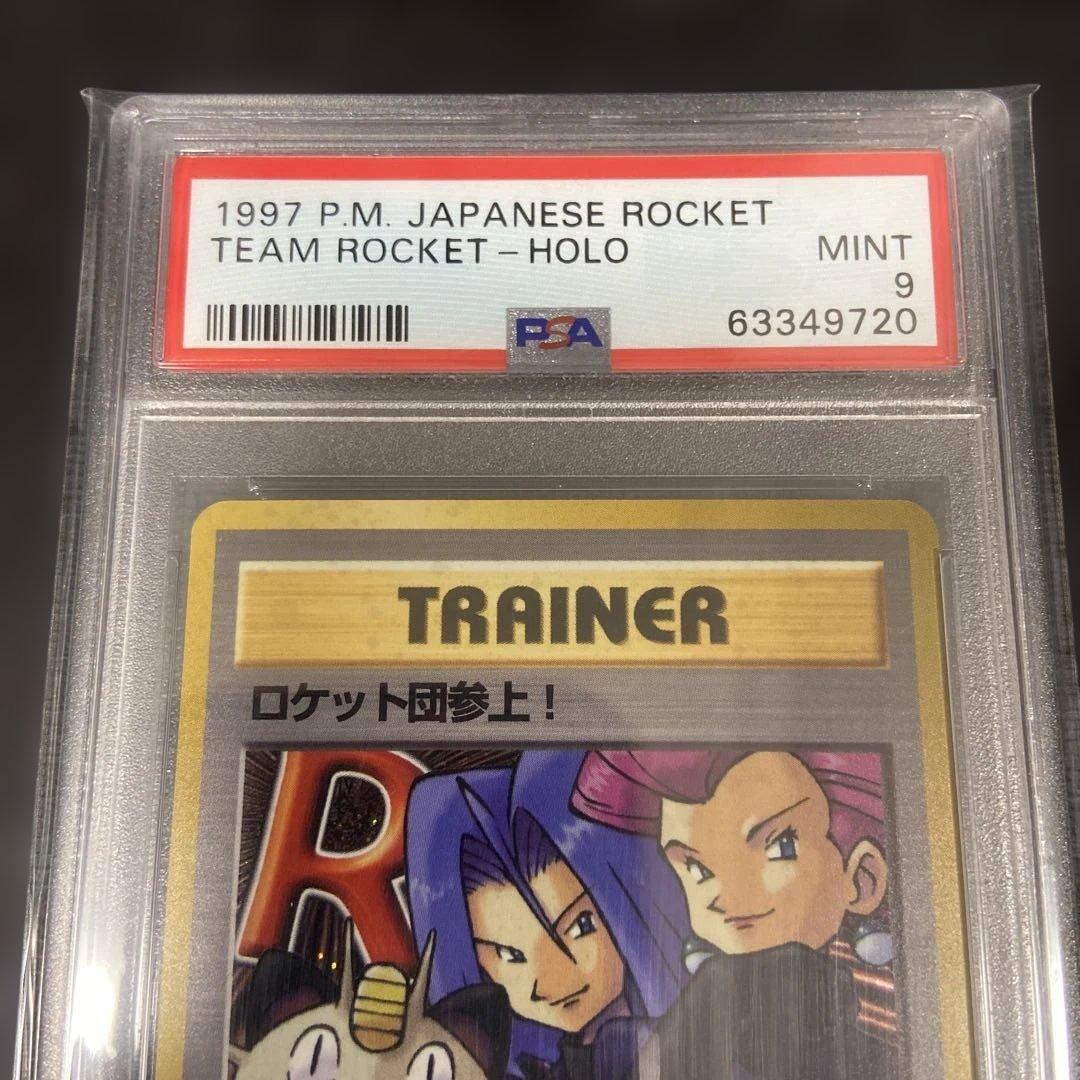 1997 P.M. JAPANESE ROCKET
TEAM ROCKET - HOLO
MINT
9
PSA
63349720
TRAINER
ロケット団参上!
R